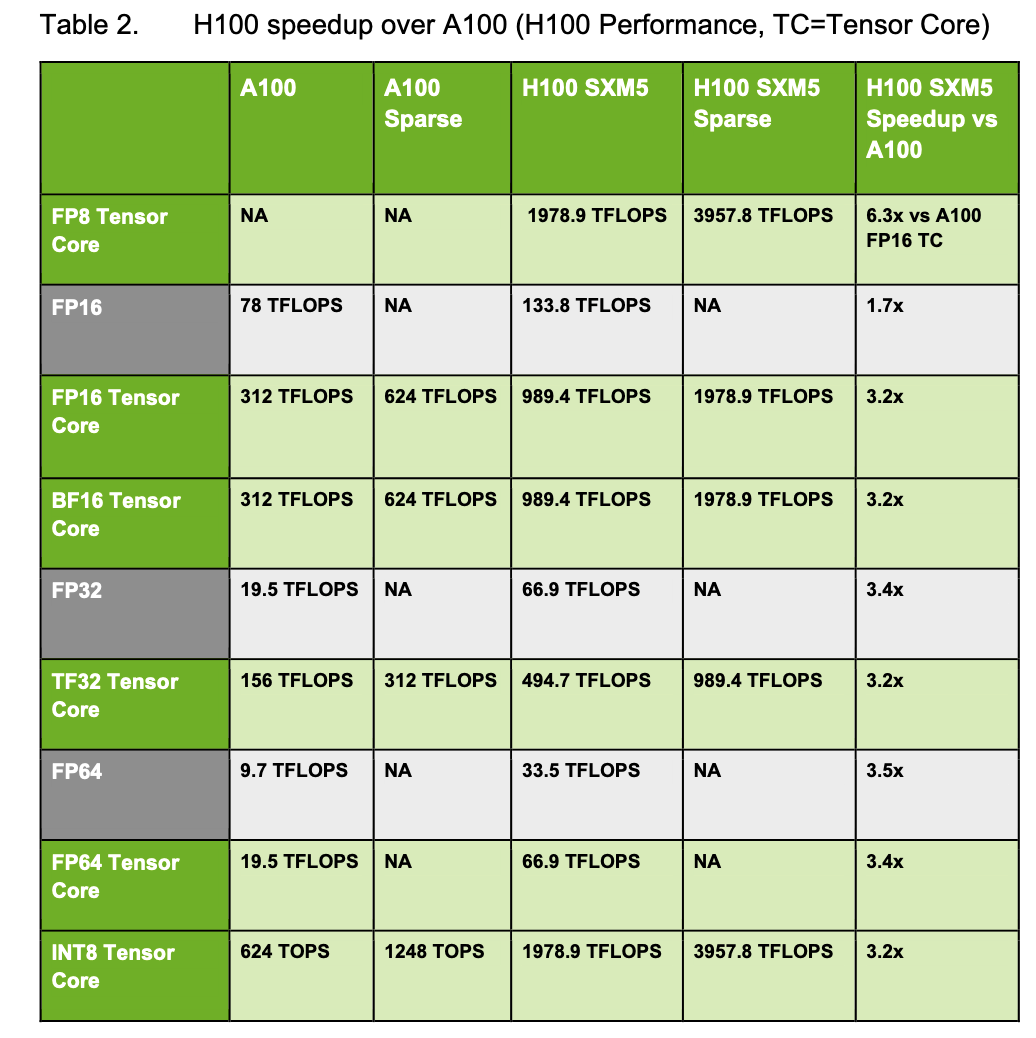 Table 2. H100 speedup over A100 (H100 Performance, TC=Tensor Core)
A100
A100
Sparse
H100 SXM5
H100 SXM5
Sparse
H100 SXM5
Speedup vs
A100
FP8 Tensor
Core
NA
NA
1978.9 TFLOPS
3957.8 TFLOPS
6.3x vs A100
FP16 TC
FP16
78 TFLOPS
NA
133.8 TFLOPS
NA
1.7x
FP16 Tensor
Core
312 TFLOPS
624 TFLOPS
989.4 TFLOPS
1978.9 TFLOPS
3.2x
BF16 Tensor
Core
312 TFLOPS
624 TFLOPS
989.4 TFLOPS
1978.9 TFLOPS
3.2x
FP32
19.5 TFLOPS
NA
66.9 TFLOPS
NA
3.4x
TF32 Tensor
Core
156 TFLOPS
312 TFLOPS
494.7 TFLOPS
989.4 TFLOPS
3.2x
FP64
9.7 TFLOPS
NA
33.5 TFLOPS
NA
3.5x
FP64 Tensor
Core
19.5 TFLOPS
NA
66.9 TFLOPS
NA
3.4x
INT8 Tensor
Core
624 TOPS
1248 TOPS
1978.9 TFLOPS
3957.8 TFLOPS
3.2x